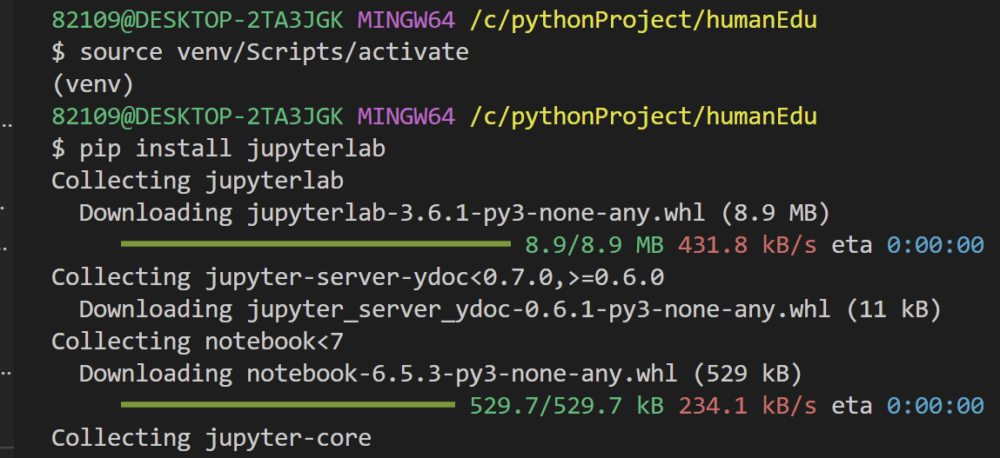 82109@DESKTOP-2TA3JGK MINGW64 /c/pythonProject/humanEdu
$ source venv/Scripts/activate
(venv)
82109@DESKTOP-2TA3JGK MINGW64 /c/pythonProject/humanEdu
$ pip install jupyterlab
Collecting jupyterlab
  Downloading jupyterlab-3.6.1-py3-none-any.whl (8.9 MB)
8.9/8.9 MB 431.8 kB/s eta 0:00:00
Collecting jupyter-server-ydoc<0.7.0,>=0.6.0
  Downloading jupyter_server_ydoc-0.6.1-py3-none-any.whl (11 kB)
Collecting notebook<7
  Downloading notebook-6.5.3-py3-none-any.whl (529 kB)
529.7/529.7 kB 234.1 kB/s eta 0:00:00
Collecting jupyter-core